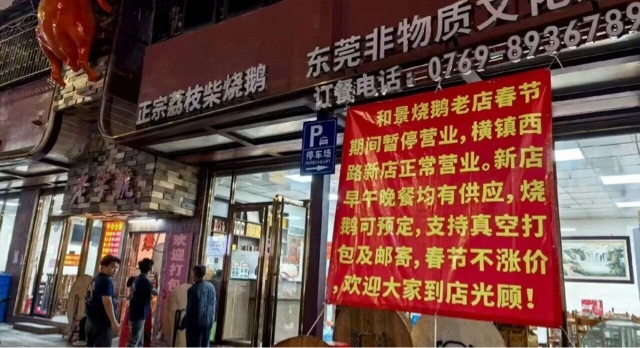 东莞非物质文化
正宗荔枝柴烧鹅
订餐电话：0769-8936789
P
停车场
和景烧鹅老店春节
期间暂停营业，横镇西
路新店正常营业。新店
早午晚餐均有供应，烧
鹅可预定，支持真空打
包及邮寄，春节不涨价
，欢迎大家到店光顾！
欢迎打包